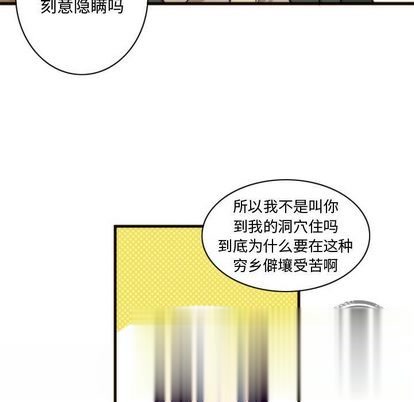 刻意隐瞒吗
所以我不是叫你
到我的洞穴住吗
到底为什么要在这种
穷乡僻壤受苦啊